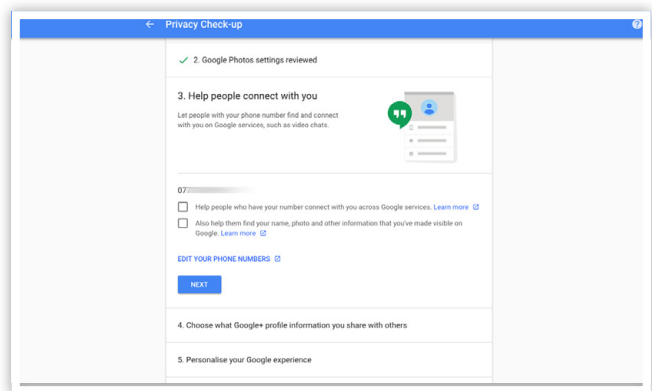 Privacy Check-up
2. Google Photos settings reviewed
3. Help people connect with you
Let people with your phone number find and connect
with you on Google services, such as video chats.
07
Help people who have your number connect with you across Google services. Learn more
Also help them find your name, photo and other information that you've made visible on
Google. Learn more
EDIT YOUR PHONE NUMBERS
NEXT
4. Choose what Google+ profile information you share with others
5. Personalise your Google experience